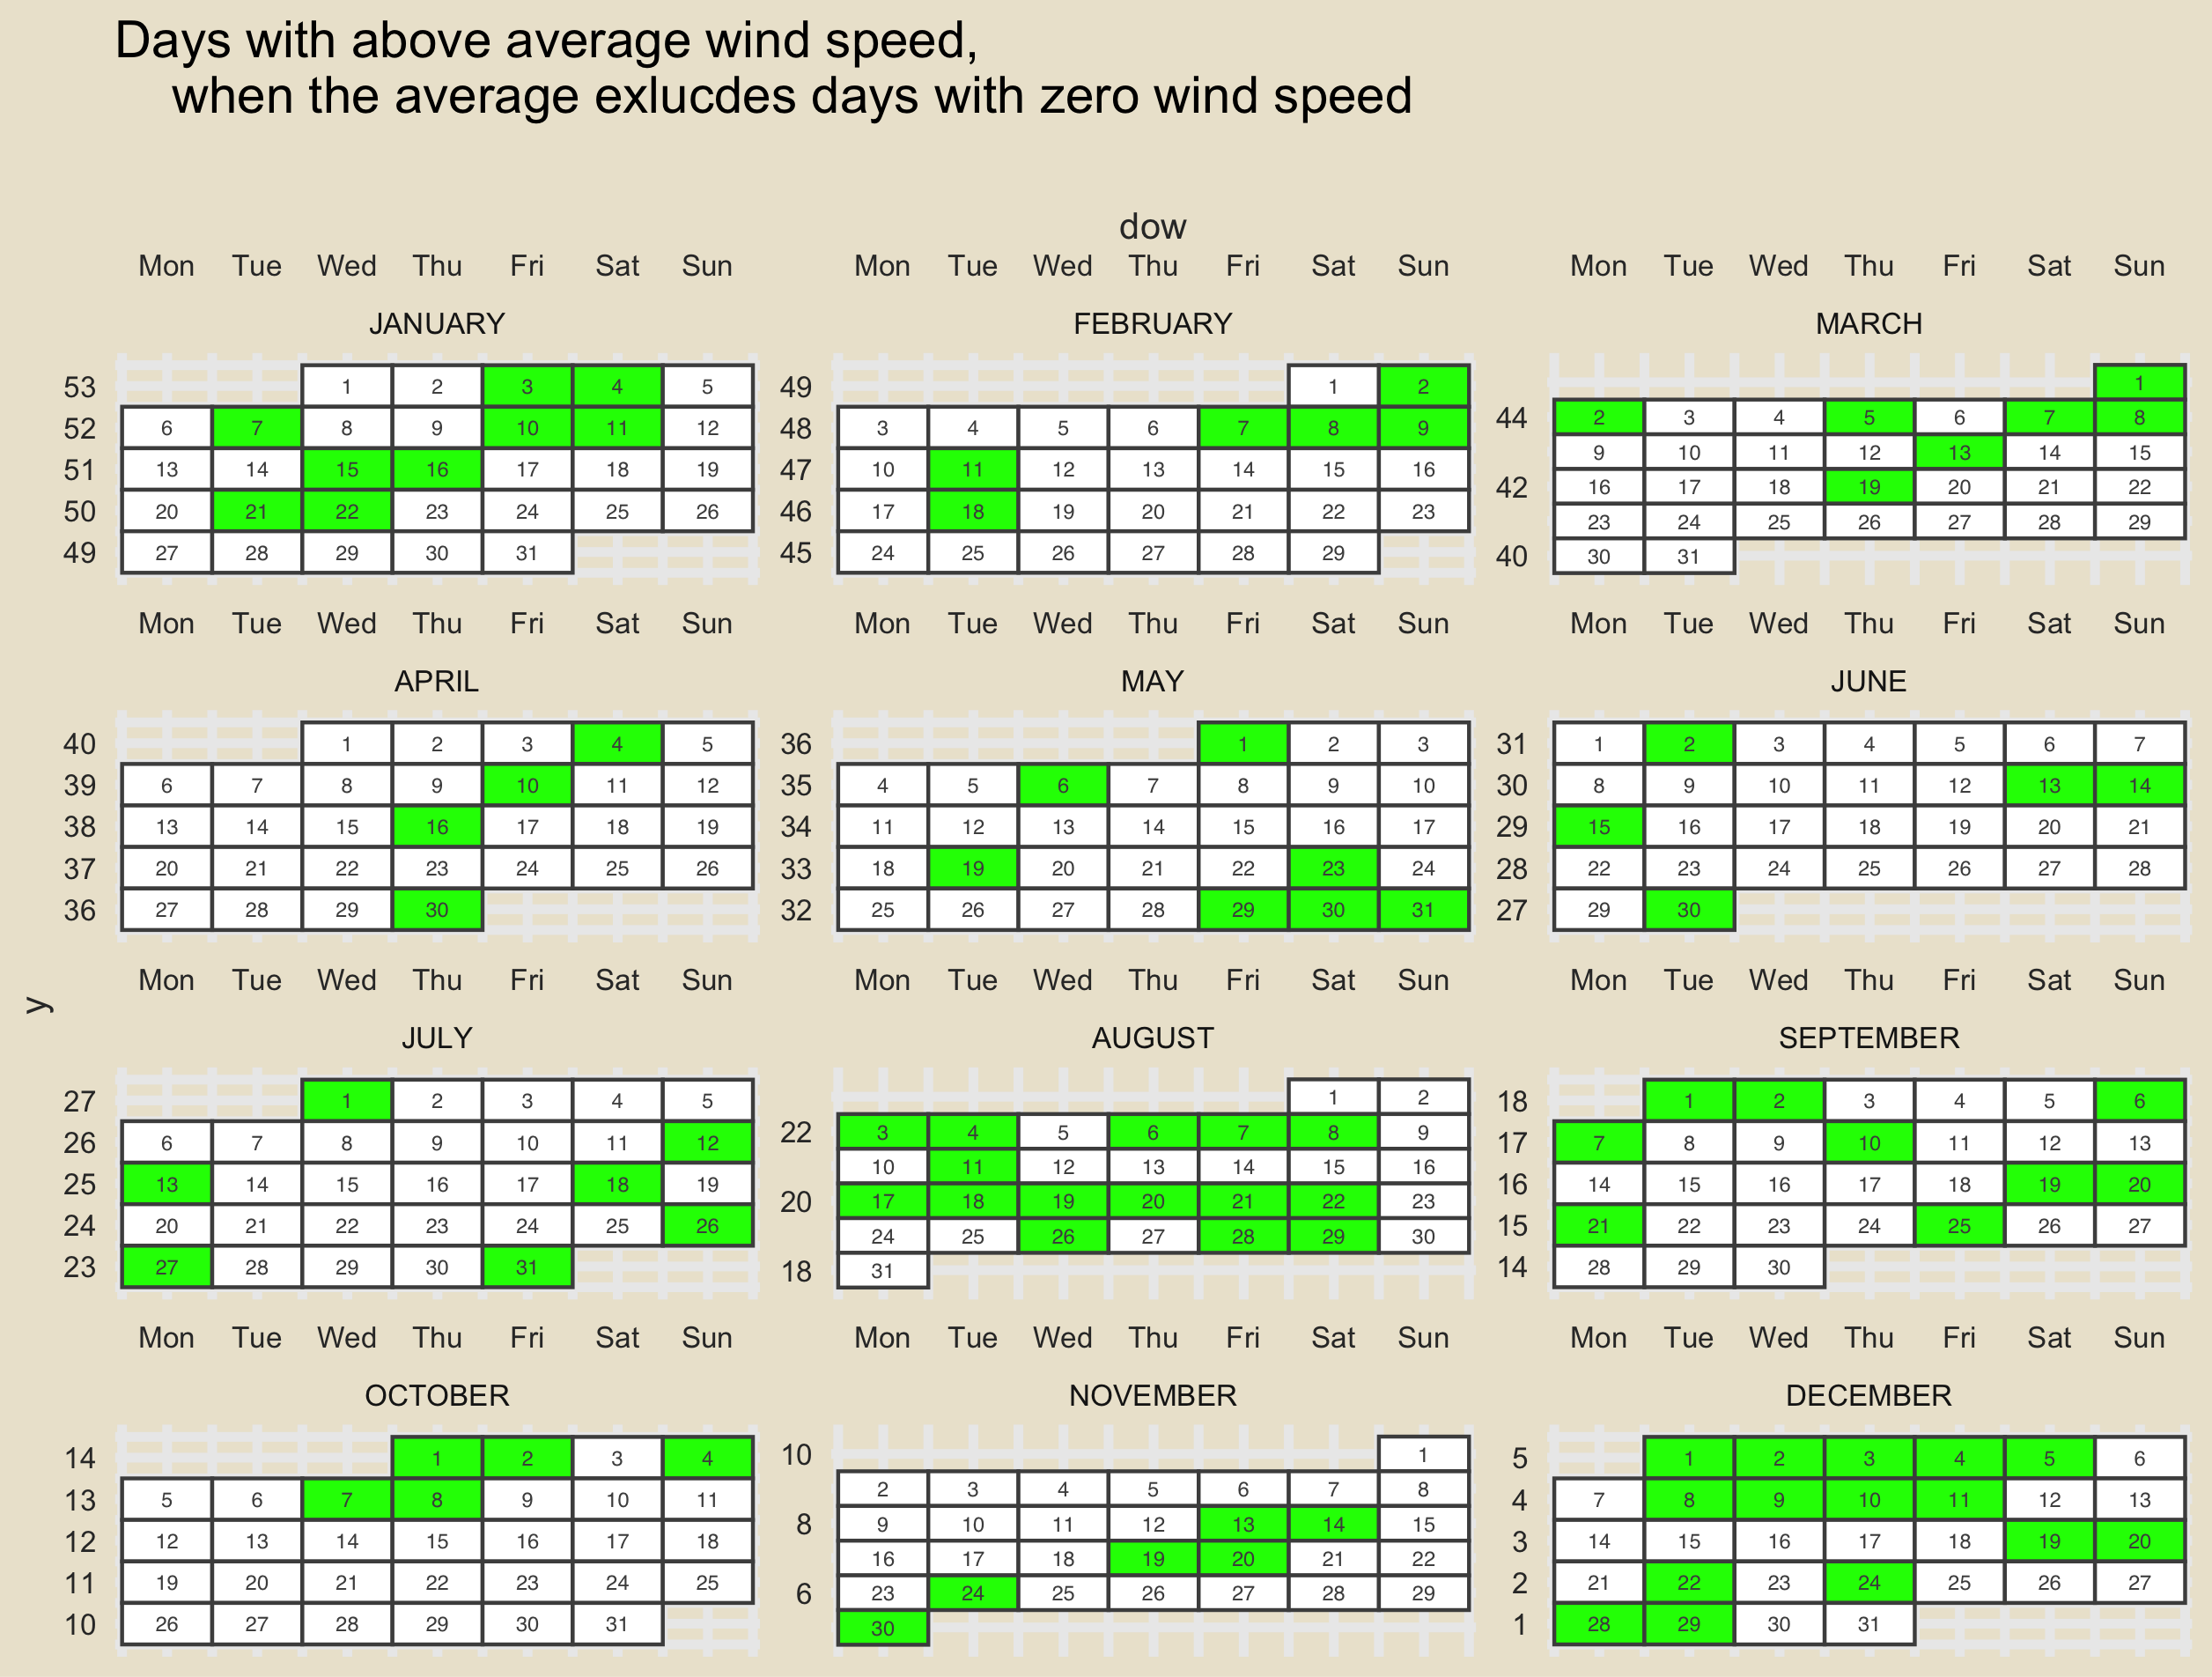 Days with above average wind speed,
when the average exlucdes days with zero wind speed
dow
Mon Tue Wed Thu Fri Sat Sun Mon Tue Wed Thu Fri Sat Sun Mon Tue Wed Thu Fri Sat Sun
JANUARY
53 1 2 3 4 5
52 6 7 8 9 10 11 12
51 13 14 15 16 17 18 19
50 20 21 22 23 24 25 26
49 27 28 29 30 31
FEBRUARY
49 1 2
48 3 4 5 6 7 8 9
47 10 11 12 13 14 15 16
46 17 18 19 20 21 22 23
45 24 25 26 27 28 29
MARCH
1
44 2 3 4 5 6 7 8
9 10 11 12 13 14 15
42 16 17 18 19 20 21 22
23 24 25 26 27 28 29
40 30 31
Mon Tue Wed Thu Fri Sat Sun Mon Tue Wed Thu Fri Sat Sun Mon Tue Wed Thu Fri Sat Sun
APRIL
40 1 2 3 4 5
39 6 7 8 9 10 11 12
38 13 14 15 16 17 18 19
37 20 21 22 23 24 25 26
36 27 28 29 30
MAY
36 1 2 3
35 4 5 6 7 8 9 10
34 11 12 13 14 15 16 17
33 18 19 20 21 22 23 24
32 25 26 27 28 29 30 31
JUNE
31 1 2 3 4 5 6 7
30 8 9 10 11 12 13 14
29 15 16 17 18 19 20 21
28 22 23 24 25 26 27 28
27 29 30
Mon Tue Wed Thu Fri Sat Sun Mon Tue Wed Thu Fri Sat Sun Mon Tue Wed Thu Fri Sat Sun
y
JULY
27 1 2 3 4 5
26 6 7 8 9 10 11 12
25 13 14 15 16 17 18 19
24 20 21 22 23 24 25 26
23 27 28 29 30 31
AUGUST
1 2
22 3 4 5 6 7 8 9
10 11 12 13 14 15 16
20 17 18 19 20 21 22 23
24 25 26 27 28 29 30
18 31
SEPTEMBER
18 1 2 3 4 5 6
17 7 8 9 10 11 12 13
16 14 15 16 17 18 19 20
15 21 22 23 24 25 26 27
14 28 29 30
Mon Tue Wed Thu Fri Sat Sun Mon Tue Wed Thu Fri Sat Sun Mon Tue Wed Thu Fri Sat Sun
OCTOBER
14 1 2 3 4
13 5 6 7 8 9 10 11
12 12 13 14 15 16 17 18
11 19 20 21 22 23 24 25
10 26 27 28 29 30 31
NOVEMBER
10 1
2 3 4 5 6 7 8
8 9 10 11 12 13 14 15
16 17 18 19 20 21 22
6 23 24 25 26 27 28 29
30
DECEMBER
5 1 2 3 4 5 6
4 7 8 9 10 11 12 13
3 14 15 16 17 18 19 20
2 21 22 23 24 25 26 27
1 28 29 30 31